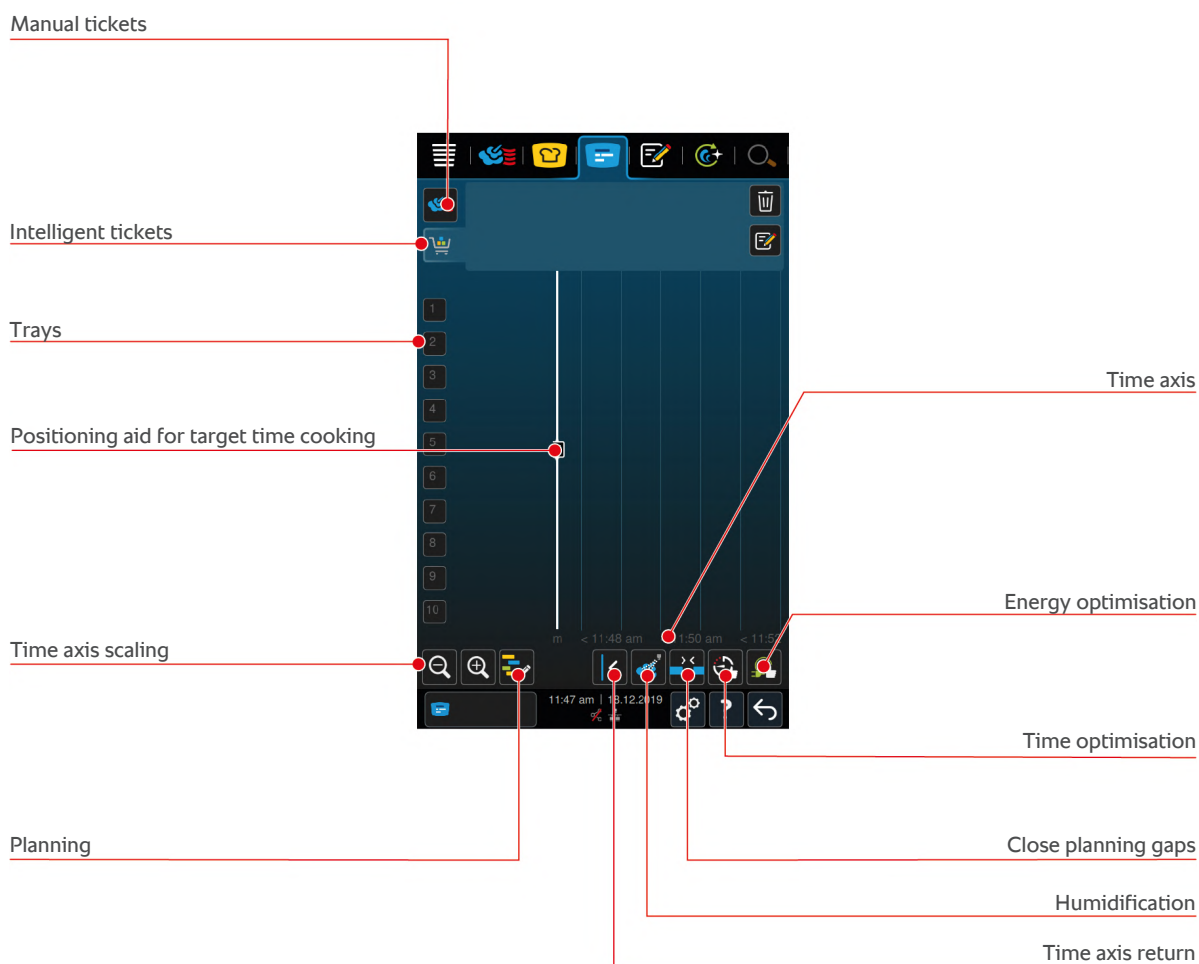 Manual tickets
Intelligent tickets
1
Trays
2
3
Time axis
4
Positioning aid for target time cooking
5
6
7
8
9
10
Energy optimisation
m < 11:48 am 1:50 am < 11:52
Time axis scaling
11:47 am | 18.12.2019
?
Time optimisation
Planning
Close planning gaps
Humidification
Time axis return